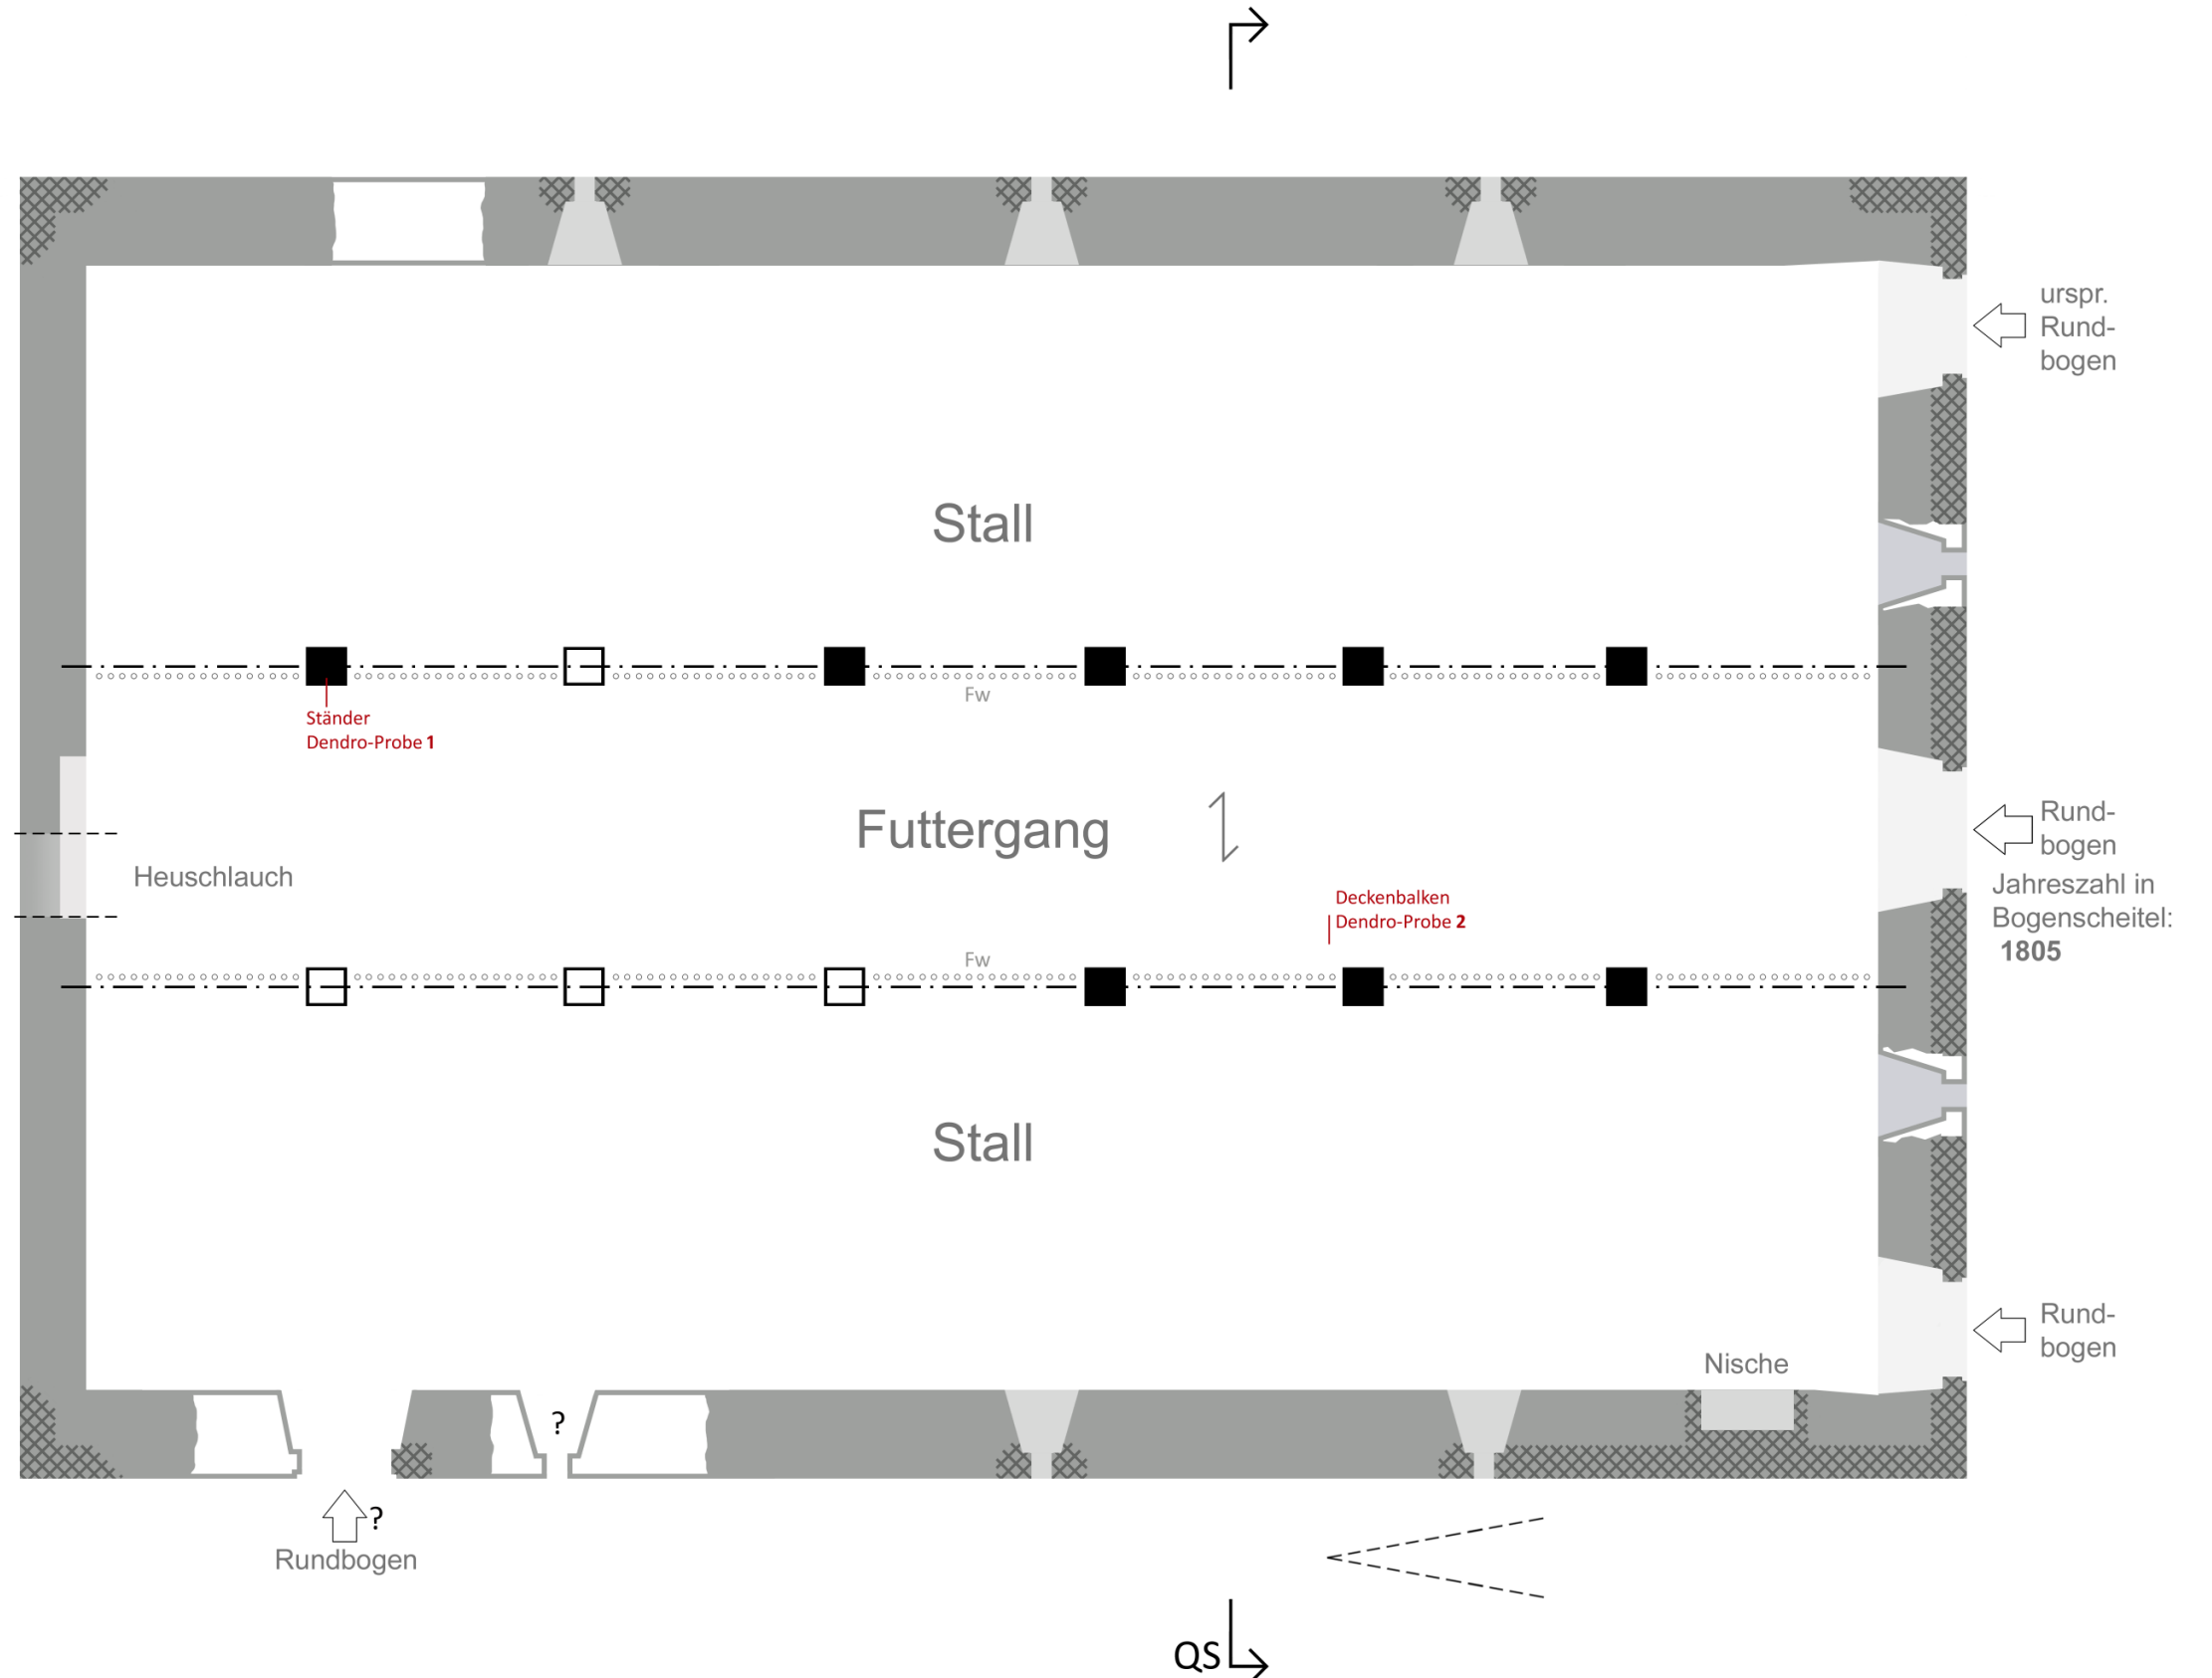 urspr.
Rund-
bogen
Stall
Fw
Ständer
Dendro-Probe 1
Futtergang
Rund-
bogen
Heuschlauch
Jahreszahl in
Bogenscheitel:
1805
Deckenbalken
Dendro-Probe 2
Fw
Stall
Rund-
bogen
Nische
?
?
Rundbogen
QS